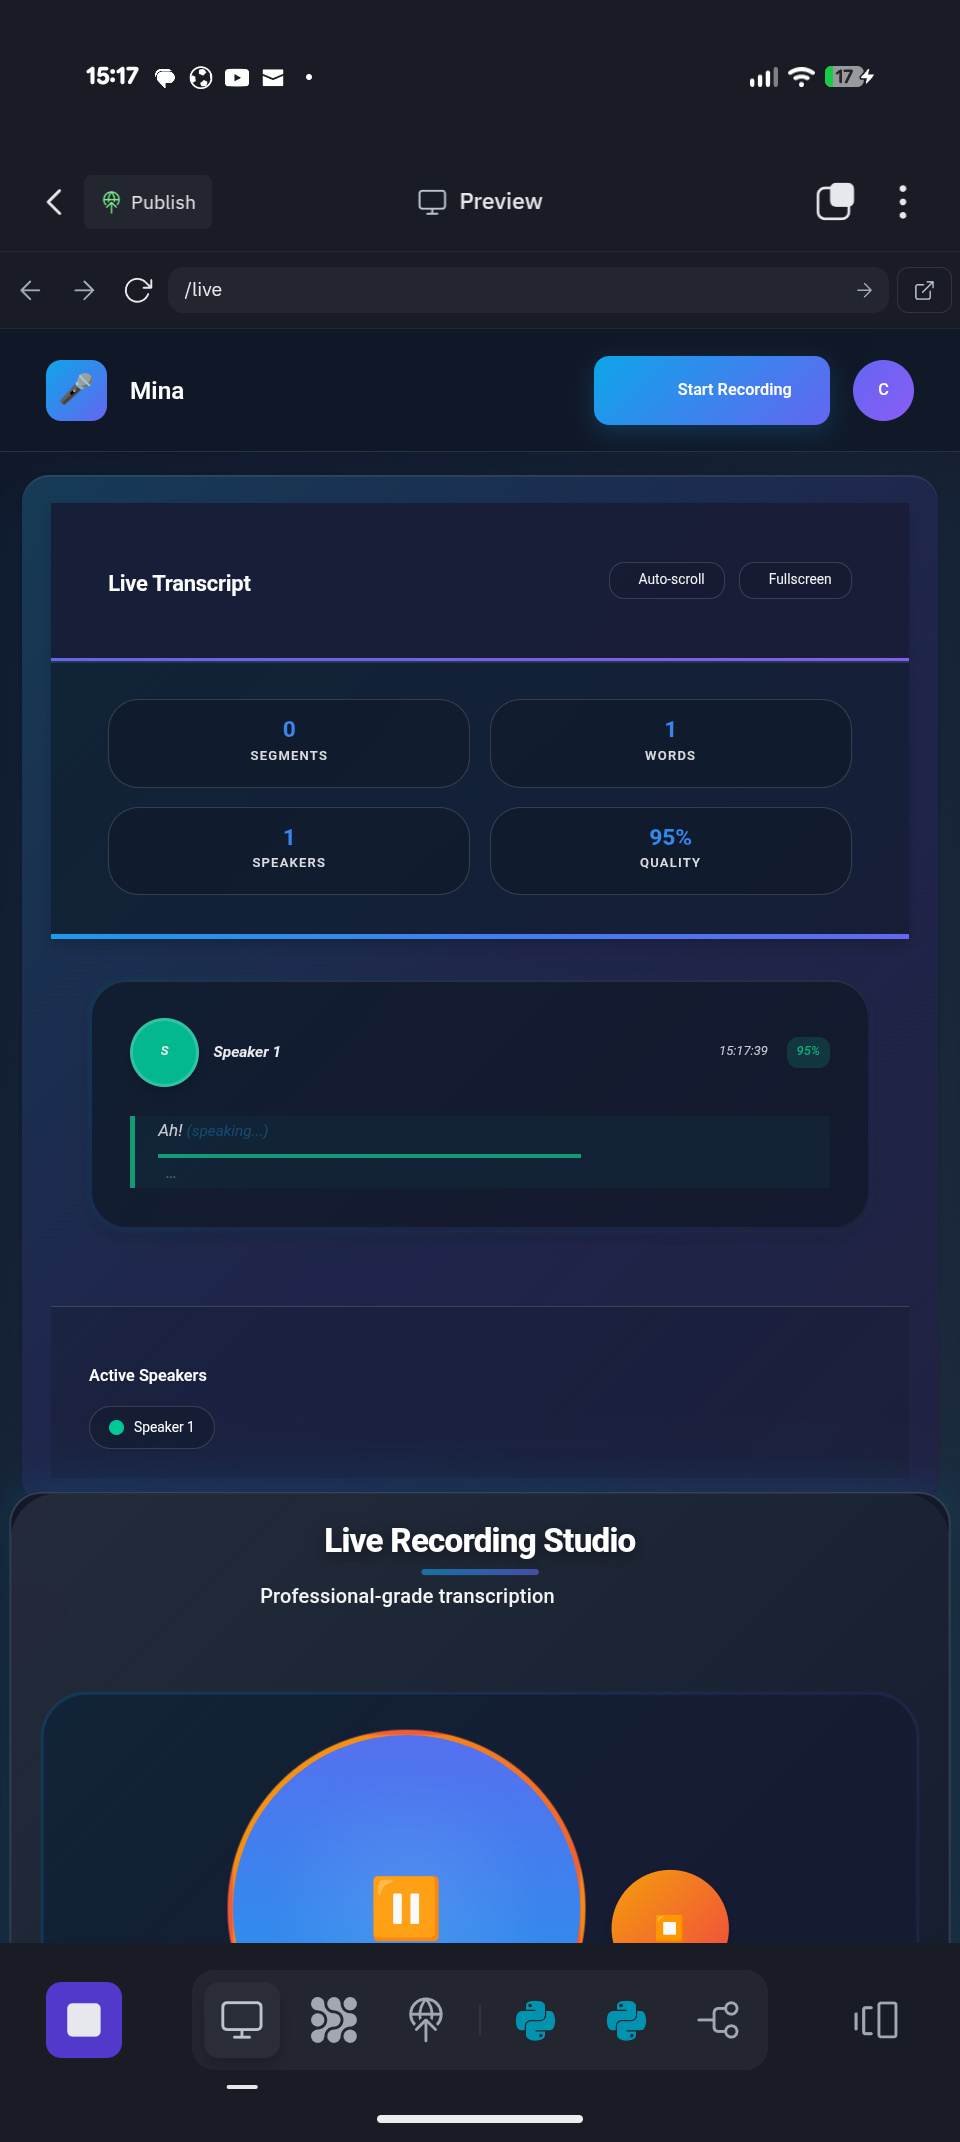 15:17
17
Publish
Preview
/live
Mina
Start Recording
C
Live Transcript
Auto-scroll
Fullscreen
0
SEGMENTS
1
WORDS
1
SPEAKERS
95%
QUALITY
S
Speaker 1
15:17:39
95%
Ah! (speaking...)
...
Active Speakers
Speaker 1
Live Recording Studio
Professional-grade transcription